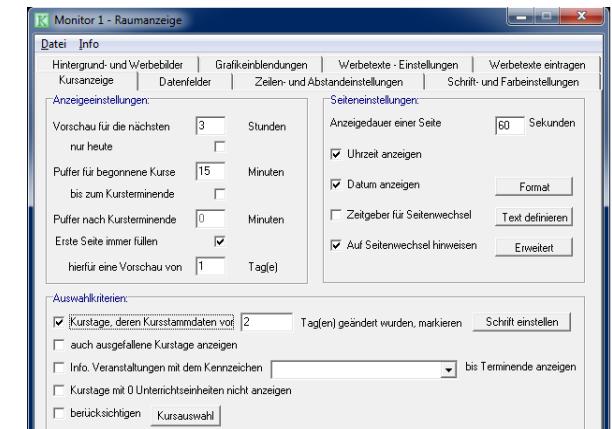 Monitor 1 - Raumanzeige
Datei Info
Hintergrund- und Werbebilder Grafikeinblendungen Werbetexte - Einstellungen Werbetexte eintragen
Kursanzeige Datenfelder Zeilen- und Abstandeinstellungen Schrift- und Farbeinstellungen
Anzeigeeinstellungen:
Vorschau für die nächsten 3 Stunden
nur heute
Puffer für begonnene Kurse 15 Minuten
bis zum Kursterminende
Puffer nach Kursterminende 0 Minuten
Erste Seite immer füllen
hierfür eine Vorschau von 1 Tag(e)
Seiteneinstellungen:
Anzeigedauer einer Seite 60 Sekunden
Uhrzeit anzeigen
Datum anzeigen Format
Zeitgeber für Seitenwechsel Text definieren
Auf Seitenwechsel hinweisen Erweitert
Auswahlkriterien:
Kurstage, deren Kursstammdaten vor 2 Tag(en) geändert wurden, markieren Schrift einstellen
auch ausgefallene Kurstage anzeigen
Info. Veranstaltungen mit dem Kennzeichen bis Terminende anzeigen
Kurstage mit 0 Unterrichtseinheiten nicht anzeigen
berücksichtigen Kursauswahl